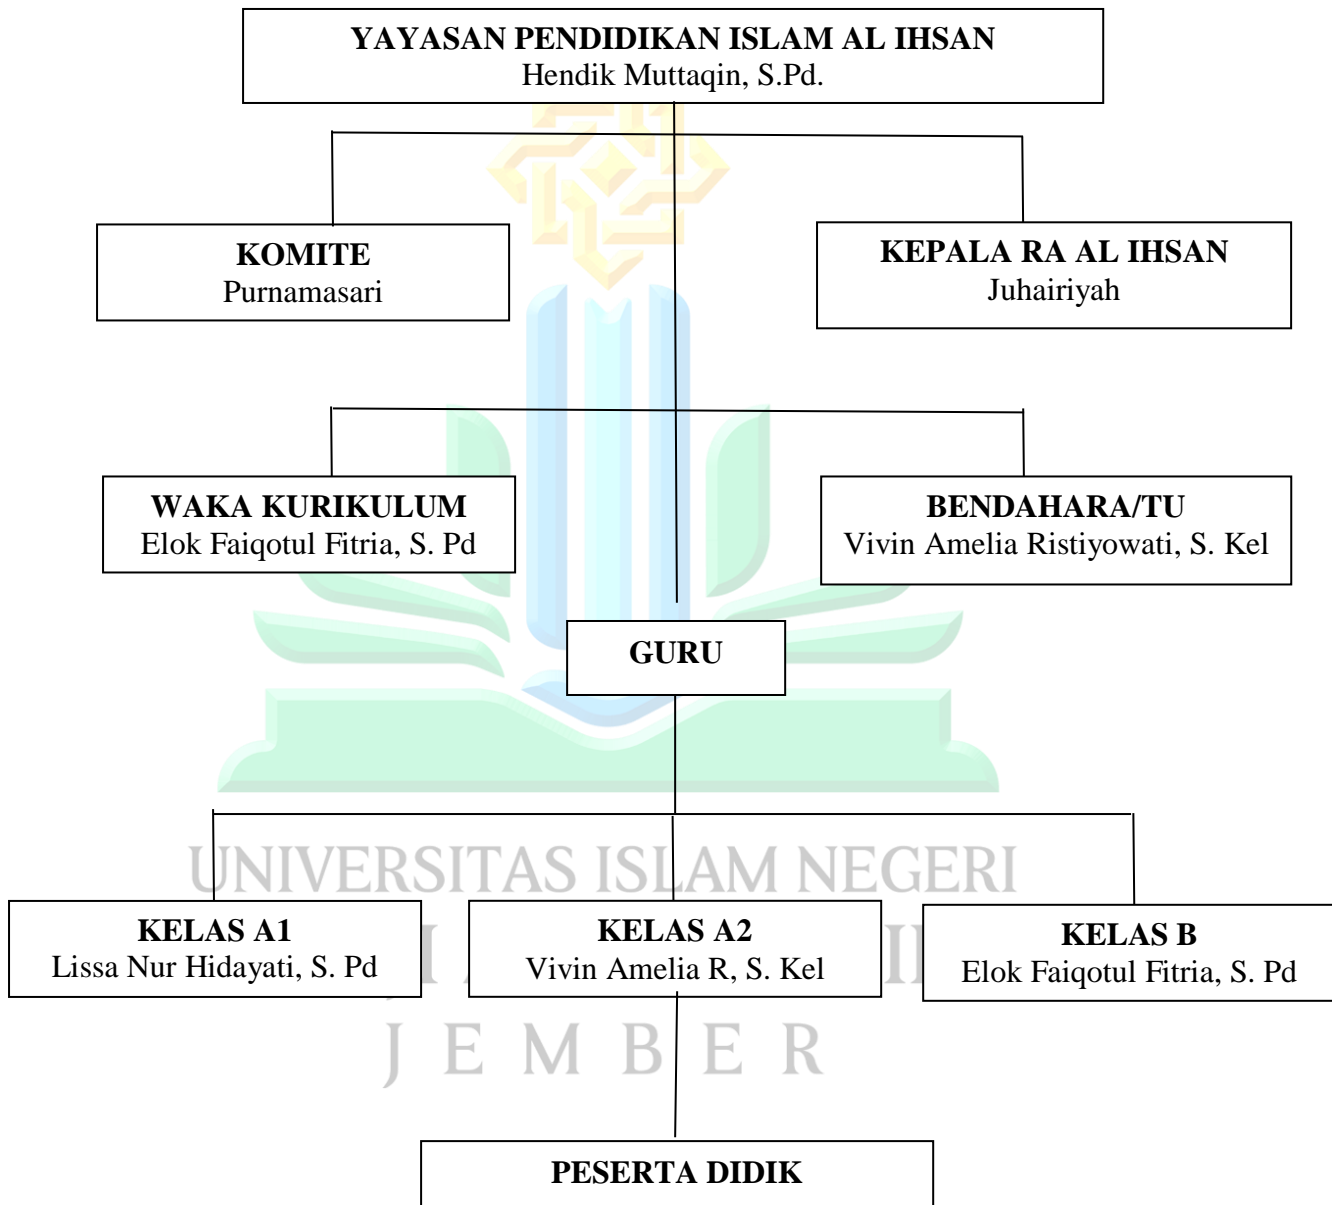 YAYASAN PENDIDIKAN ISLAM AL IHSAN
Hendik Muttaqin, S.Pd.
KOMITE
Purnamasari
KEPALA RA AL IHSAN
Juhairiyah
WAKA KURIKULUM
Elok Faiqotul Fitria, S. Pd
BENDAHARA/TU
Vivin Amelia Ristiyowati, S. Kel
GURU
UNIVERSITAS ISLAM NEGERI
KELAS A1
Lissa Nur Hidayati, S. Pd
KELAS A2
Vivin Amelia R, S. Kel
KELAS B
Elok Faiqotul Fitria, S. Pd
JEMBER
PESERTA DIDIK